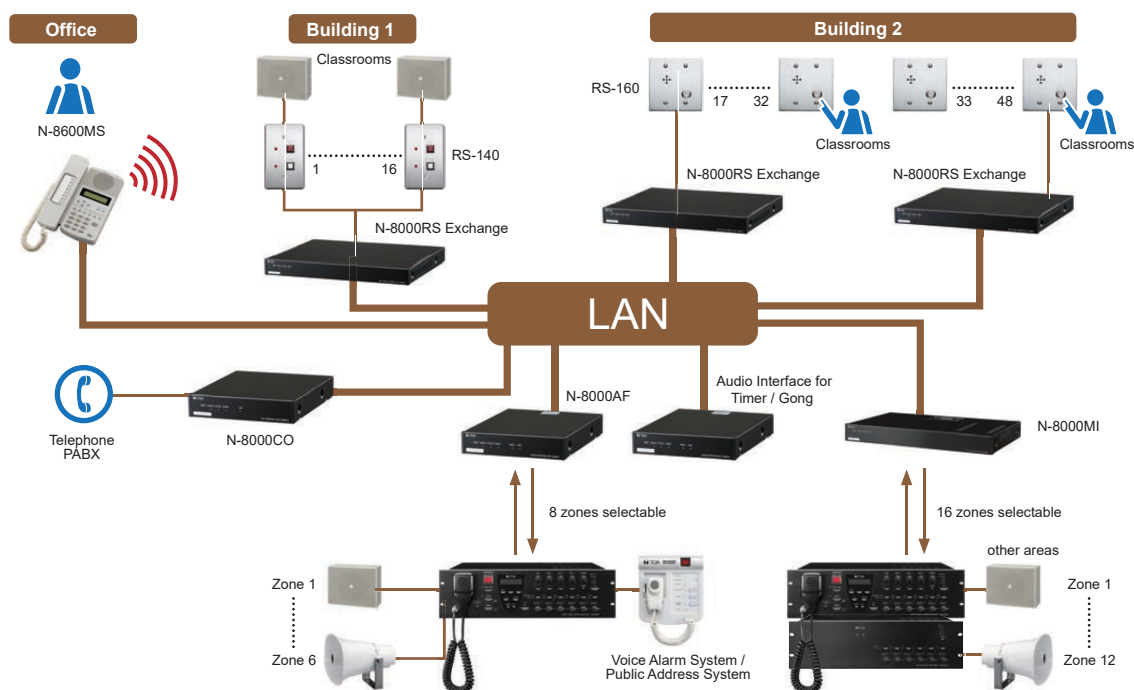 Office
Building 1
Building 2
Classrooms
N-8600MS
RS-160
17
32
33
48
1
16
RS-140
Classrooms
Classrooms
N-8000RS Exchange
N-8000RS Exchange
N-8000RS Exchange
LAN
Telephone
PABX
N-8000CO
N-8000AF
Audio Interface for
Timer / Gong
N-8000MI
8 zones selectable
16 zones selectable
other areas
Zone 1
Zone 6
Voice Alarm System /
Public Address System
Zone 1
Zone 12